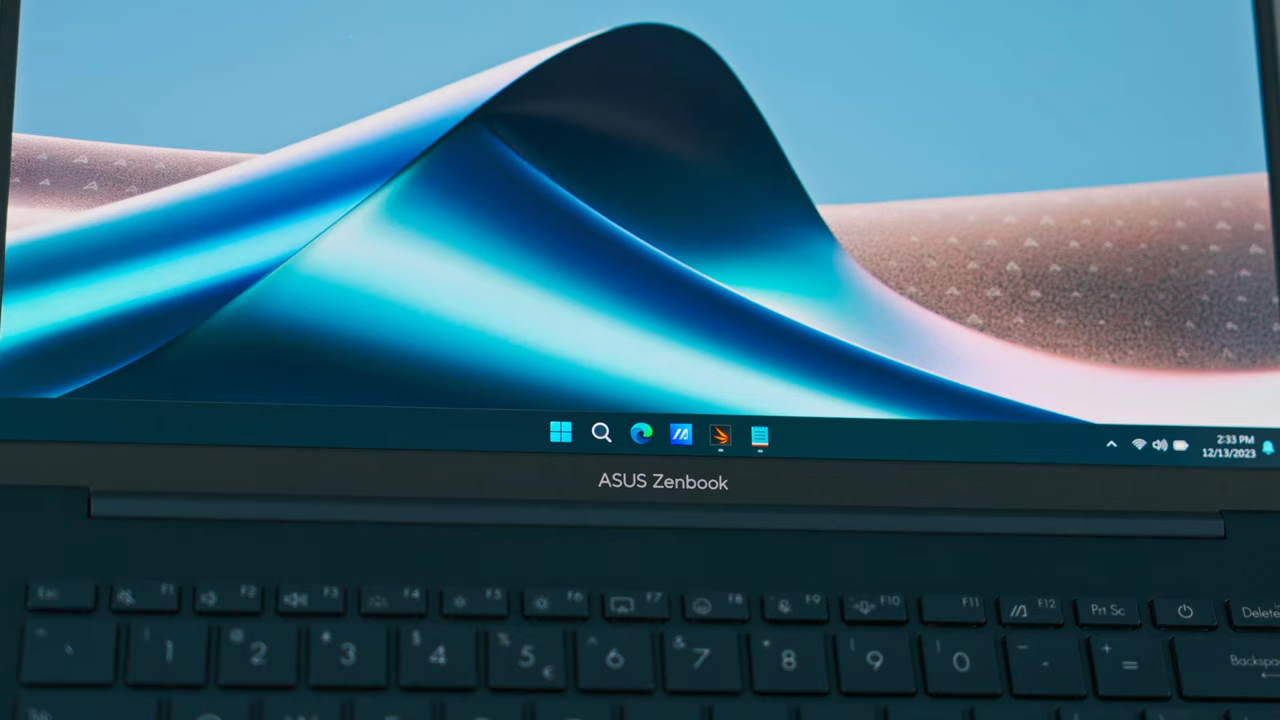 2:33 PM
12/13/2023
ASUS Zenbook
Esc F1 F2 F3 F4 F5 F6 F7 F8 F9 F10 F11 F12 Prt Sc Delete
! 1 @ 2 # 3 $ 4 % 5 € ^ 6 & 7 * 8 9 0 - + =
Backspa